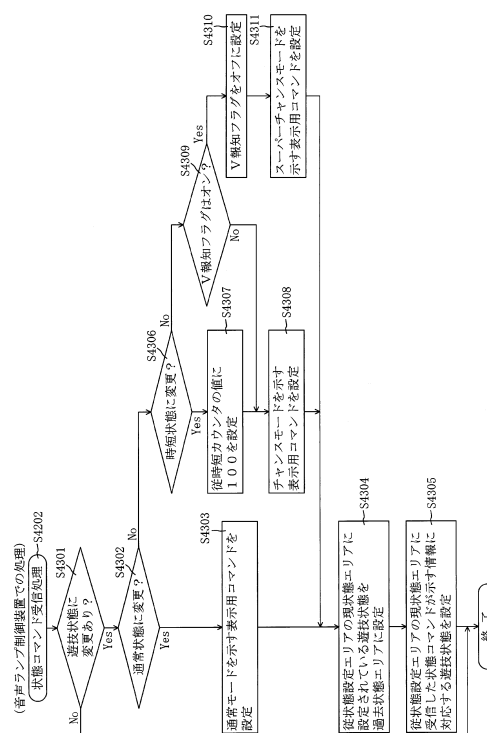 (音声ランプ制御装置での処理)
状態コマンド受信処理
S4202
遊技状態に
変更あり？
S4301
No
Yes
通常状態に変更？
S4302
No
Yes
通常モードを示す表示用コマンドを
設定
S4303
時短状態に変更？
S4306
No
Yes
従時短カウンタの値に
１００を設定
S4307
チャンスモードを示す
表示用コマンドを設定
S4308
Ｖ報知フラグはオン？
S4309
Yes
No
Ｖ報知フラグをオフに設定
S4310
スーパーチャンスモードを
示す表示用コマンドを設定
S4311
従状態設定エリアの現状態エリアに
設定されている遊技状態を
過去状態エリアに設定
S4304
従状態設定エリアの現状態エリアに
受信した状態コマンドが示す情報に
対応する遊技状態を設定
S4305
終了